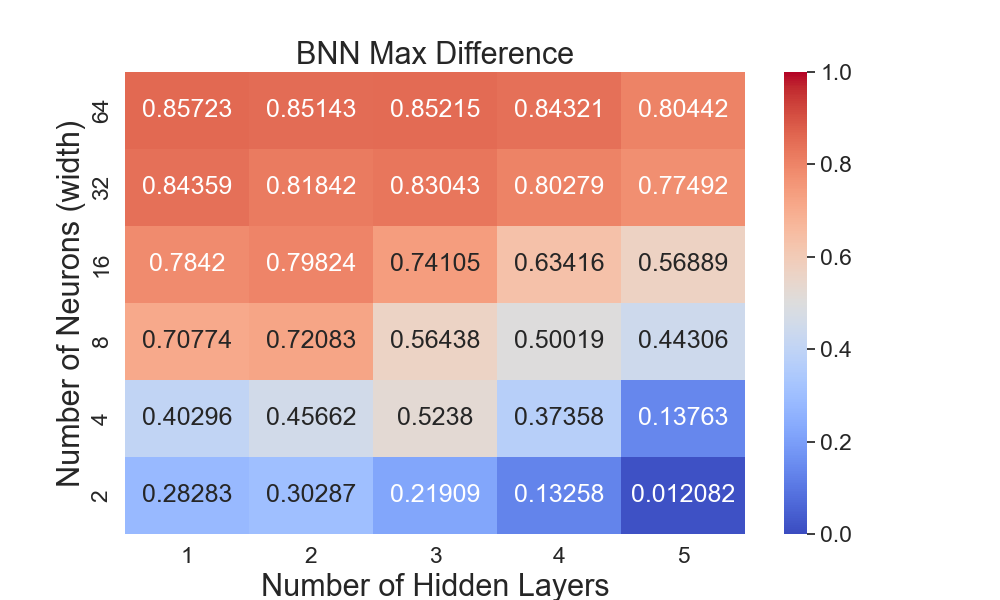 BNN Max Difference
Number of Neurons (width)
64 0.85723 0.85143 0.85215 0.84321 0.80442
32 0.84359 0.81842 0.83043 0.80279 0.77492
16 0.7842 0.79824 0.74105 0.63416 0.56889
8 0.70774 0.72083 0.56438 0.50019 0.44306
4 0.40296 0.45662 0.5238 0.37358 0.13763
2 0.28283 0.30287 0.21909 0.13258 0.012082
1 2 3 4 5
Number of Hidden Layers
1.0
0.8
0.6
0.4
0.2
0.0